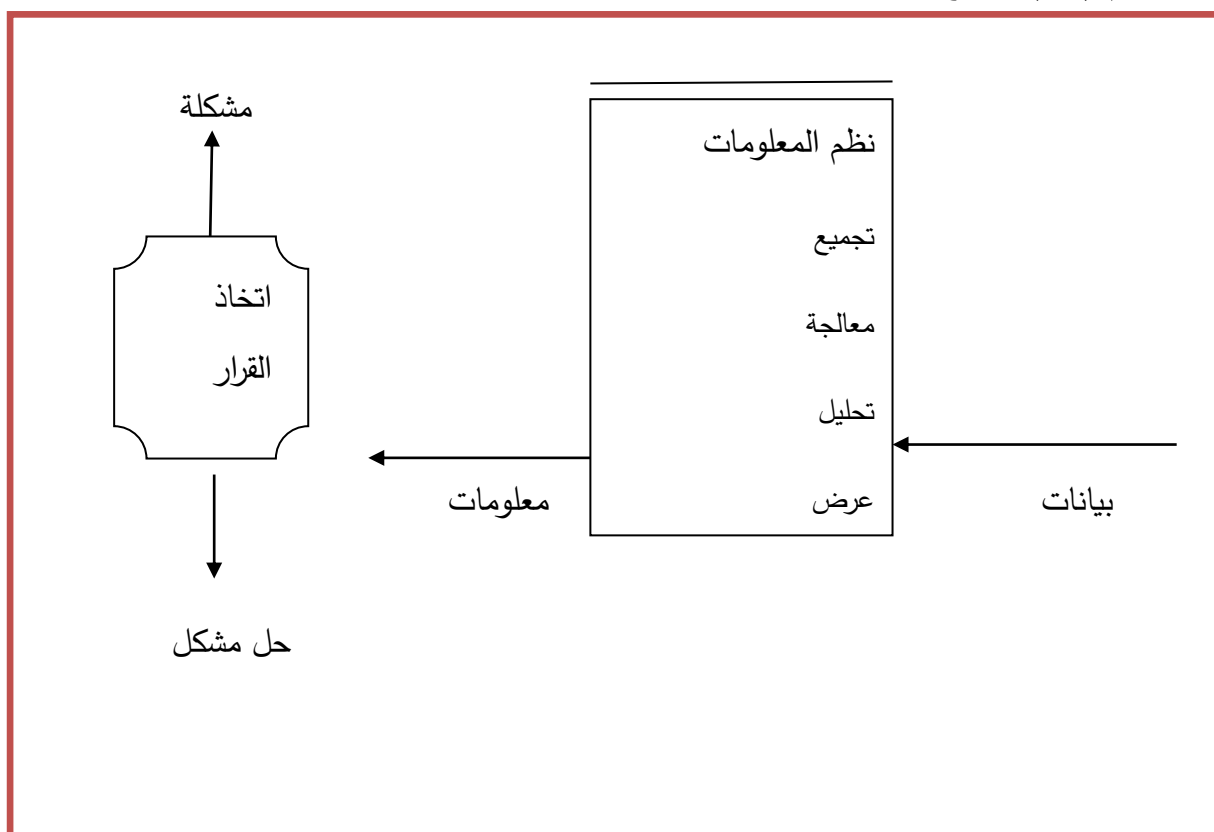 نظم المعلومات
تجميع
معالجة
تحليل
عرض
بيانات
معلومات
مشكلة
اتخاذ
القرار
حل مشكل